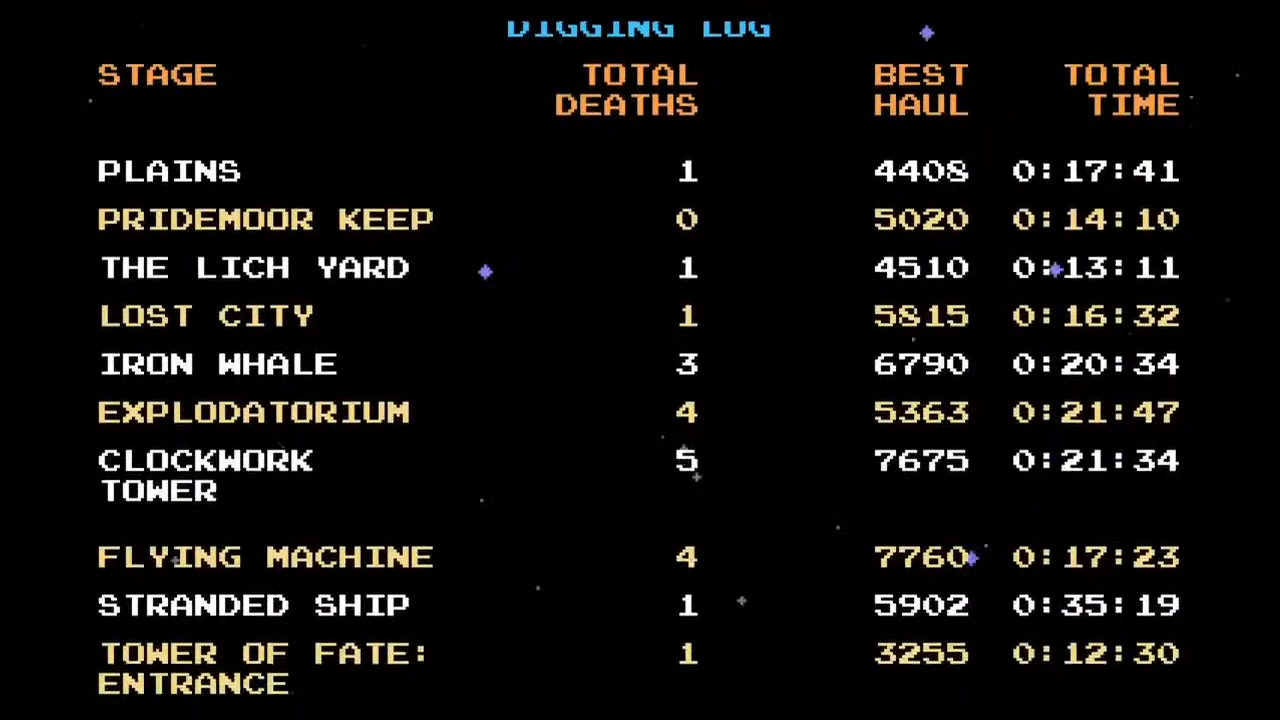 DIGGING LOG
STAGE TOTAL DEATHS BEST HAUL TOTAL TIME
PLAINS 1 4408 0:17:41
PRIDEMOOR KEEP 0 5020 0:14:10
THE LICH YARD 1 4510 0:13:11
LOST CITY 1 5815 0:16:32
IRON WHALE 3 6790 0:20:34
EXPLODATORIUM 4 5363 0:21:47
CLOCKWORK TOWER 5 7675 0:21:34
FLYING MACHINE 4 7760 0:17:23
STRANDED SHIP 1 5902 0:35:19
TOWER OF FATE: ENTRANCE 1 3255 0:12:30